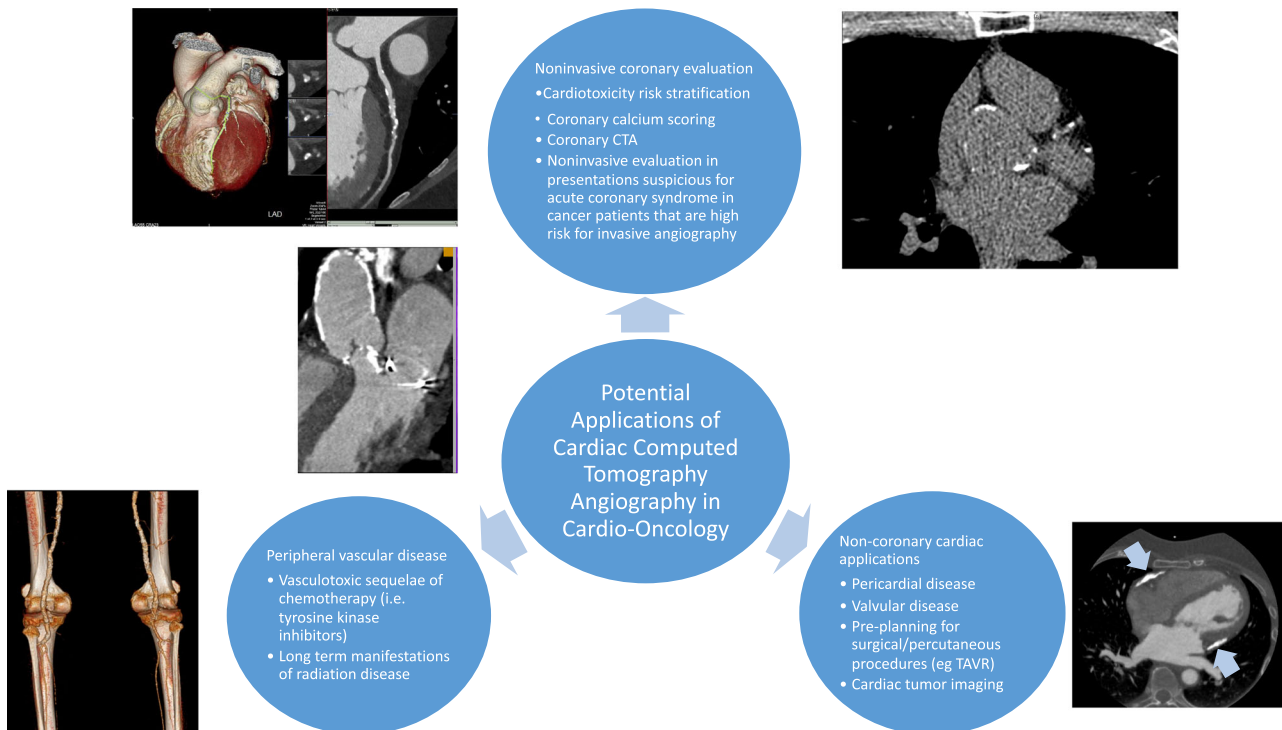 Noninvasive coronary evaluation
•Cardiotoxicity risk stratification
• Coronary calcium scoring
• Coronary CTA
• Noninvasive evaluation in
presentations suspicious for
acute coronary syndrome in
cancer patients that are high
risk for invasive angiography
LAD
Potential
Applications of
Cardiac Computed
Tomography
Angiography in
Cardio-Oncology
Peripheral vascular disease
• Vasculotoxic sequelae of
chemotherapy (i.e.
tyrosine kinase
inhibitors)
• Long term manifestations
of radiation disease
Non-coronary cardiac
applications
• Pericardial disease
• Valvular disease
• Pre-planning for
surgical/percutaneous
procedures (eg TAVR)
• Cardiac tumor imaging